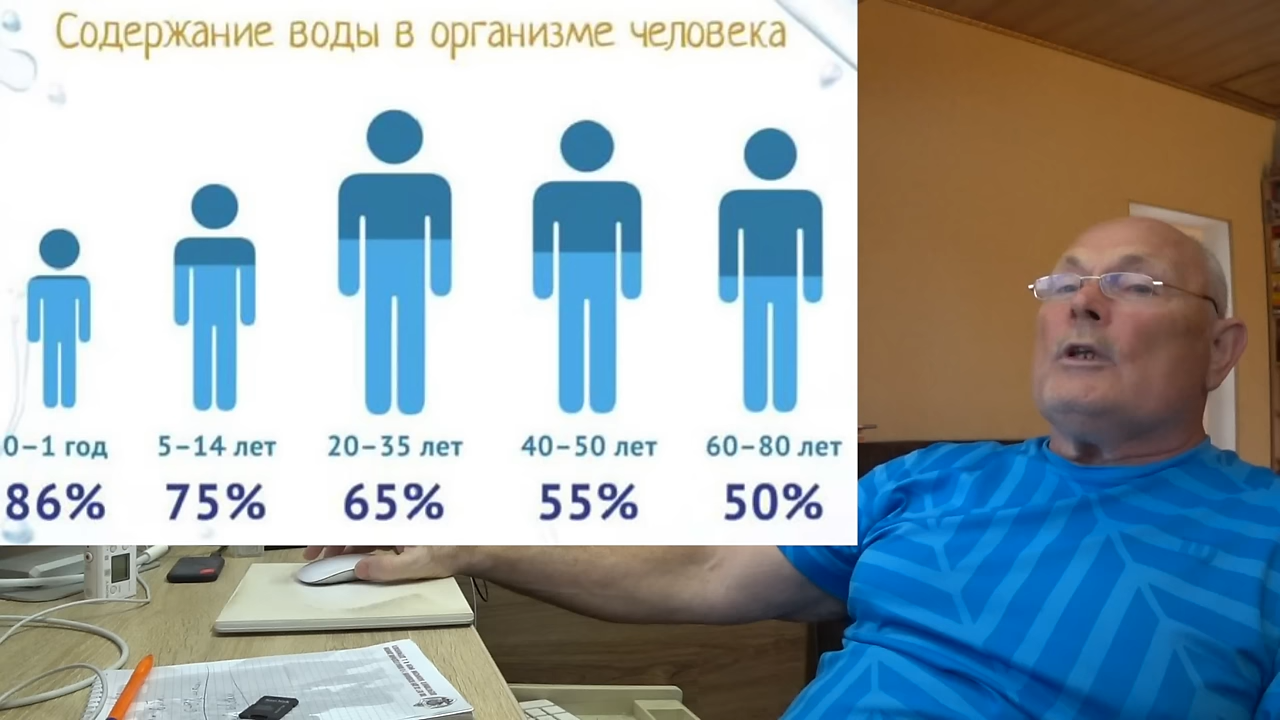 Содержание воды в организме человека
0–1 год 5–14 лет 20–35 лет 40–50 лет 60–80 лет
86% 75% 65% 55% 50%